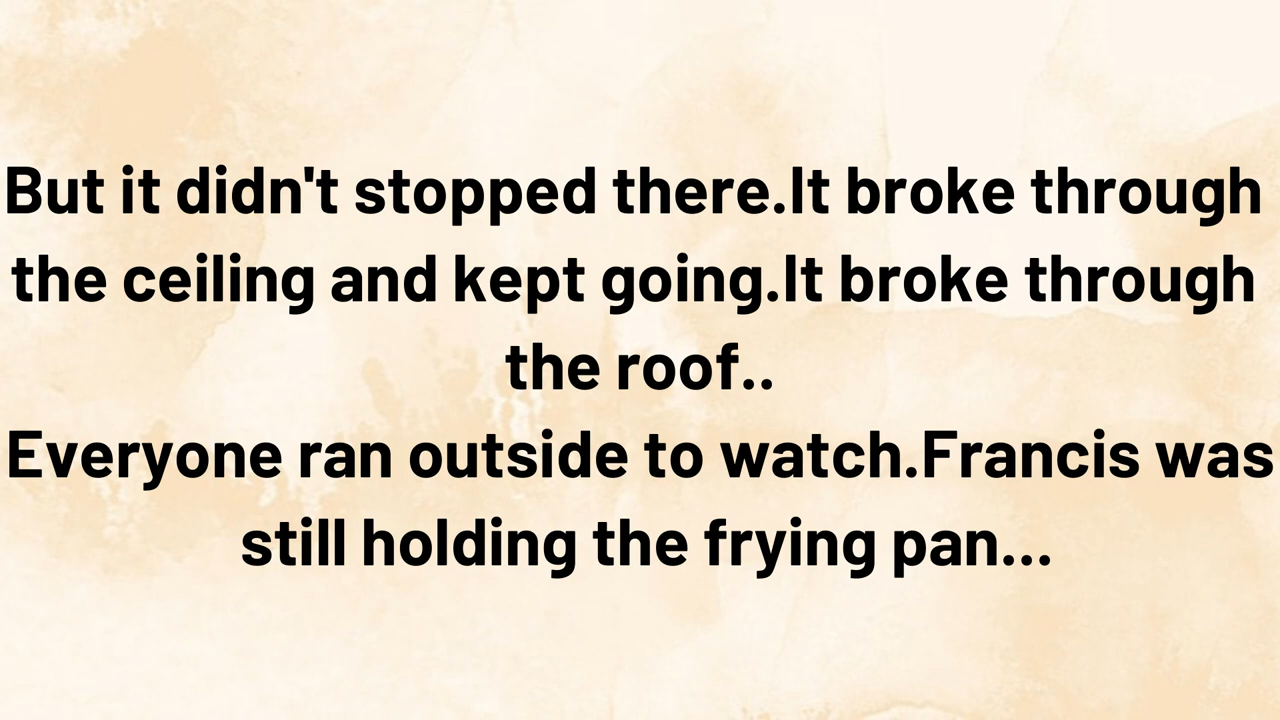 But it didn't stopped there.It broke through
the ceiling and kept going.It broke through
the roof..
Everyone ran outside to watch.Francis was
still holding the frying pan...